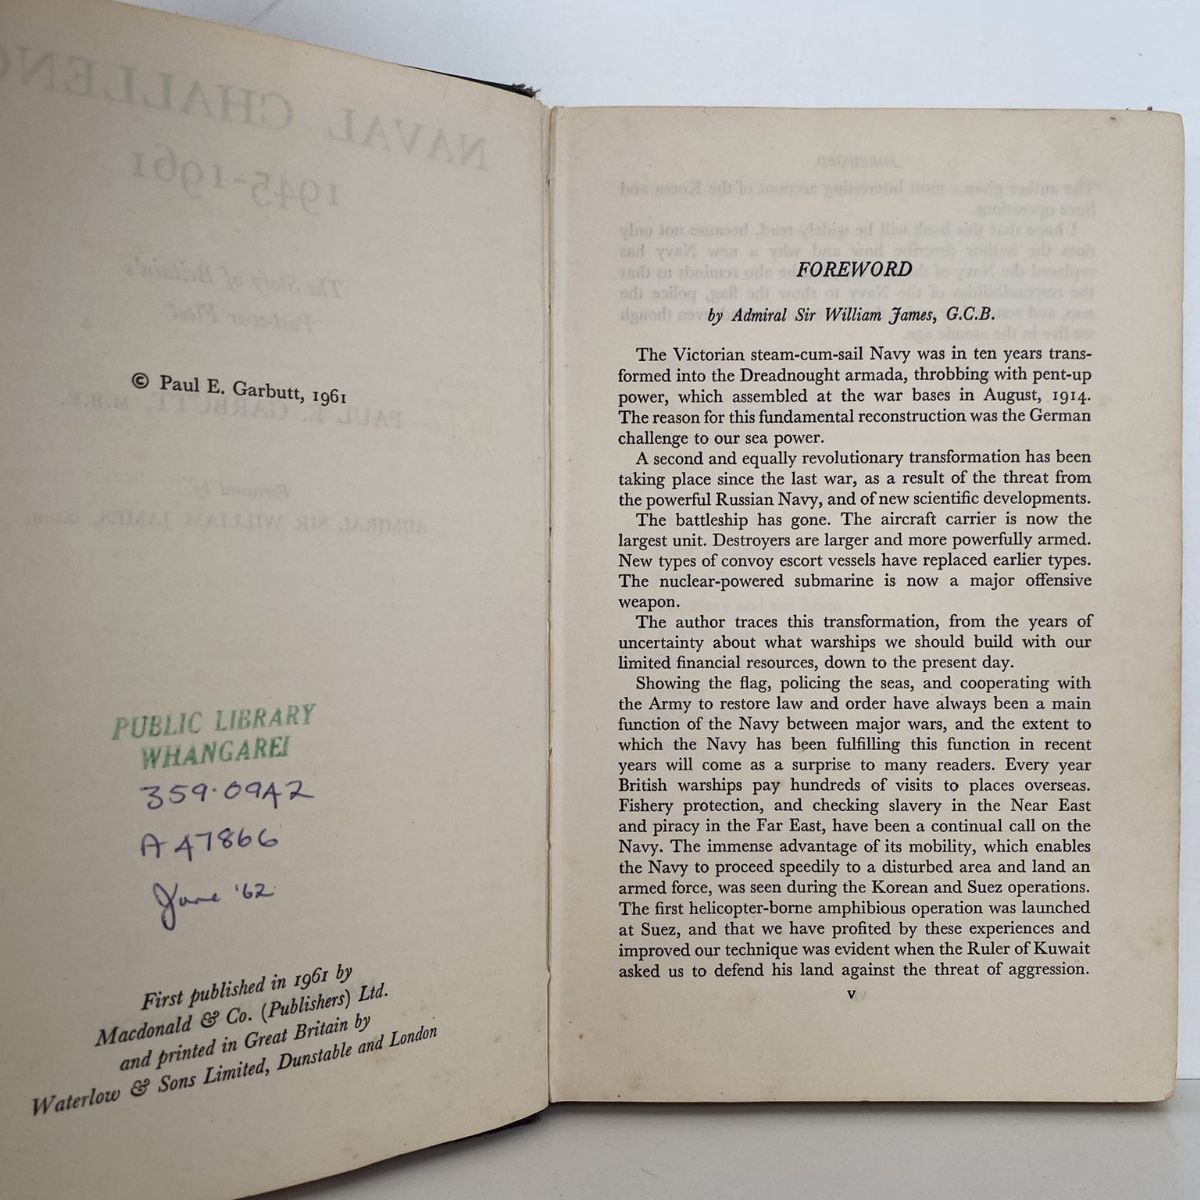 © Paul E. Garbutt, 1961
PUBLIC LIBRARY
WHANGAREI
359.0942
A 47866
June '62
First published in 1961 by
Macdonald & Co. (Publishers) Ltd.
and printed in Great Britain by
Waterlow & Sons Limited, Dunstable and London
FOREWORD
by Admiral Sir William James, G.C.B.
The Victorian steam-cum-sail Navy was in ten years trans-
formed into the Dreadnought armada, throbbing with pent-up
power, which assembled at the war bases in August, 1914.
The reason for this fundamental reconstruction was the German
challenge to our sea power.
A second and equally revolutionary transformation has been
taking place since the last war, as a result of the threat from
the powerful Russian Navy, and of new scientific developments.
The battleship has gone. The aircraft carrier is now the
largest unit. Destroyers are larger and more powerfully armed.
New types of convoy escort vessels have replaced earlier types.
The nuclear-powered submarine is now a major offensive
weapon.
The author traces this transformation, from the years of
uncertainty about what warships we should build with our
limited financial resources, down to the present day.
Showing the flag, policing the seas, and cooperating with
the Army to restore law and order have always been a main
function of the Navy between major wars, and the extent to
which the Navy has been fulfilling this function in recent
years will come as a surprise to many readers. Every year
British warships pay hundreds of visits to places overseas.
Fishery protection, and checking slavery in the Near East
and piracy in the Far East, have been a continual call on the
Navy. The immense advantage of its mobility, which enables
the Navy to proceed speedily to a disturbed area and land an
armed force, was seen during the Korean and Suez operations.
The first helicopter-borne amphibious operation was launched
at Suez, and that we have profited by these experiences and
improved our technique was evident when the Ruler of Kuwait
asked us to defend his land against the threat of aggression.
v